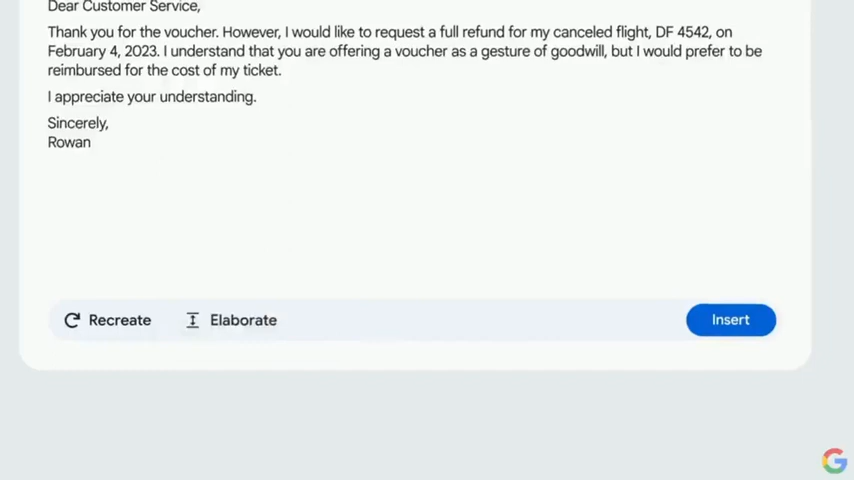 Dear Customer Service,
Thank you for the voucher. However, I would like to request a full refund for my canceled flight, DF 4542, on
February 4, 2023. I understand that you are offering a voucher as a gesture of goodwill, but I would prefer to be
reimbursed for the cost of my ticket.
I appreciate your understanding.
Sincerely,
Rowan
Recreate
Elaborate
Insert